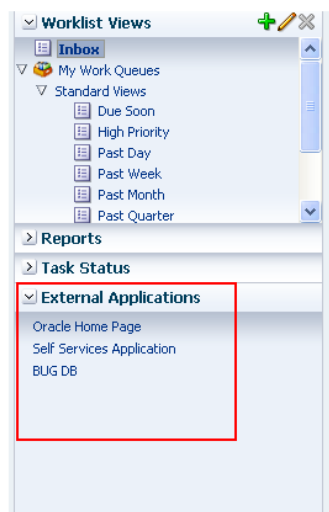 Worklist Views
Inbox
My Work Queues
Standard Views
Due Soon
High Priority
Past Day
Past Week
Past Month
Past Quarter
Reports
Task Status
External Applications
Oracle Home Page
Self Services Application
BUG DB